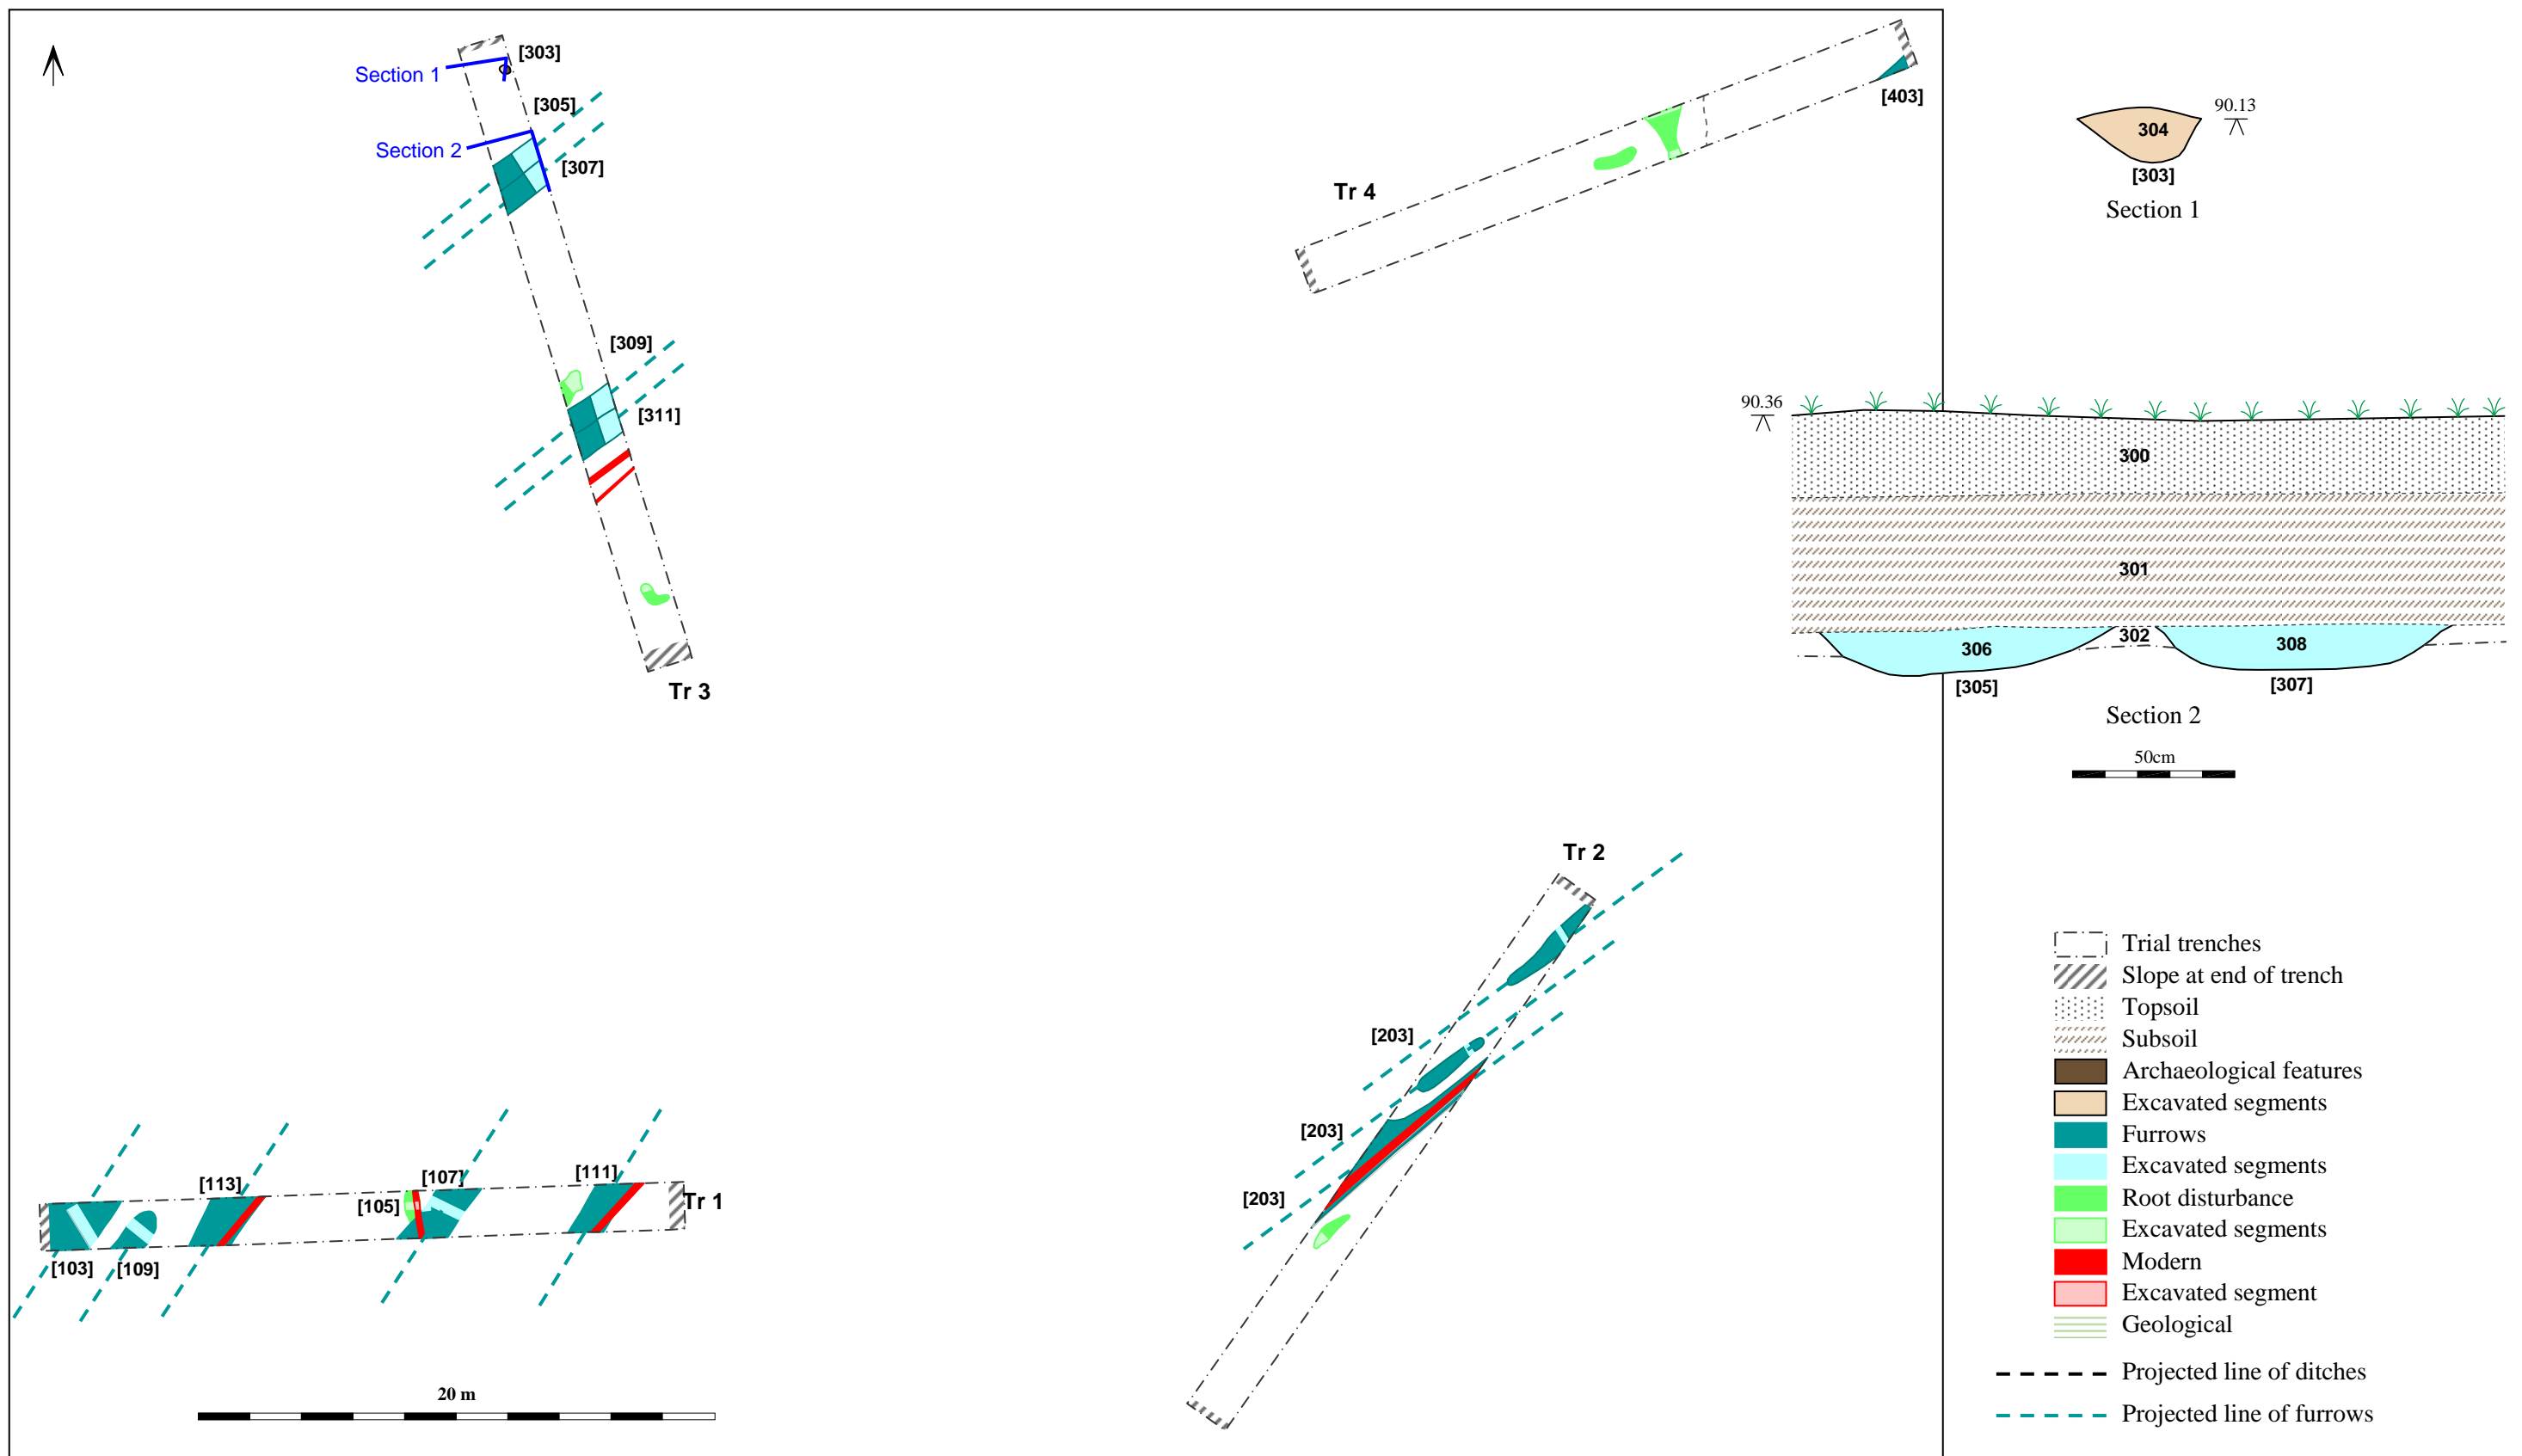 [303]
Section 1
[305]
Section 2
[307]
[309]
[311]
Tr 3
Tr 4
[403]
Tr 2
[203]
[203]
[203]
[113]
[107]
[111]
[105]
Tr 1
[103]
[109]
20 m
304
90.13
[303]
Section 1
90.36
300
301
302
306
308
[305]
[307]
Section 2
50cm
Trial trenches
Slope at end of trench
Topsoil
Subsoil
Archaeological features
Excavated segments
Furrows
Excavated segments
Root disturbance
Excavated segments
Modern
Excavated segment
Geological
Projected line of ditches
Projected line of furrows